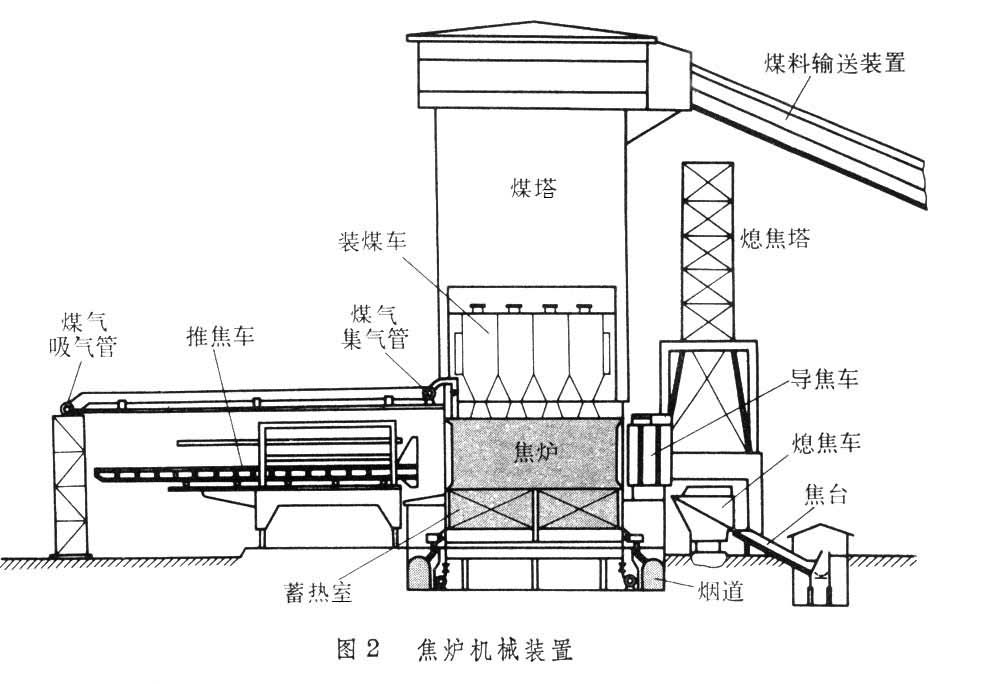 煤料输送装置
煤塔
熄焦塔
装煤车
煤气
集气管
煤气
吸气管
推焦车
导焦车
焦炉
熄焦车
焦台
蓄热室
烟道
图2 焦炉机械装置